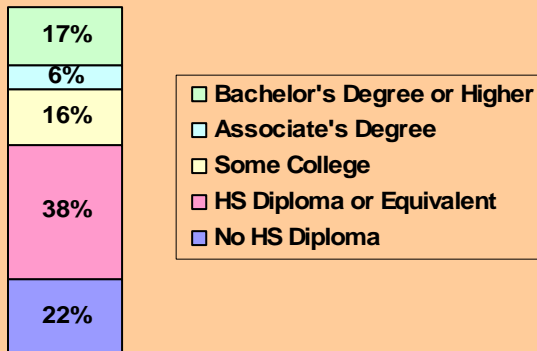 17%
6%
16%
38%
22%
Bachelor's Degree or Higher
Associate's Degree
Some College
HS Diploma or Equivalent
No HS Diploma